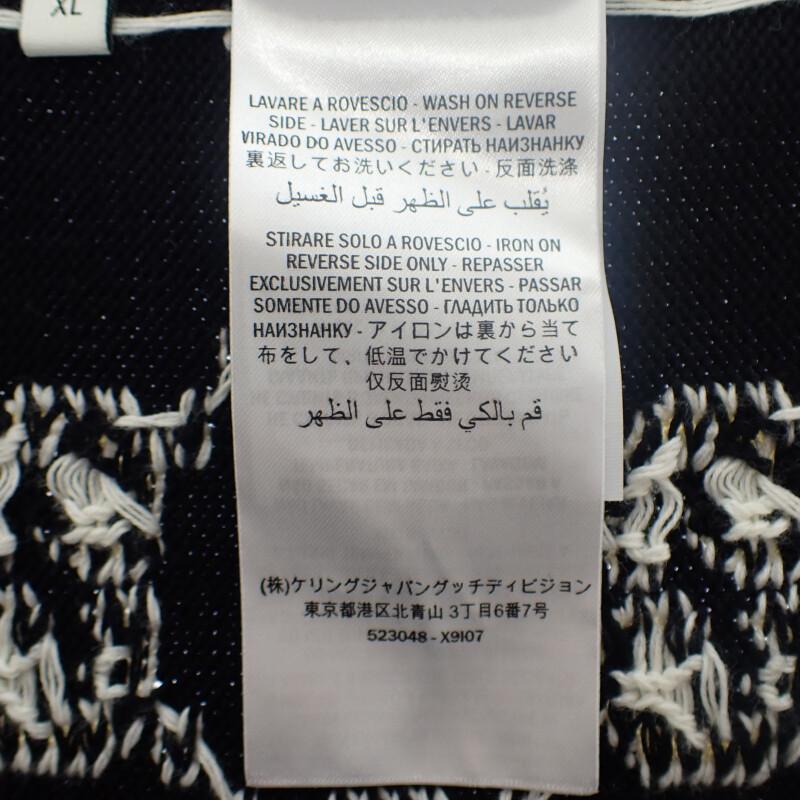 XL
LAVARE A ROVESCIO - WASH ON REVERSE
SIDE - LAVER SUR L'ENVERS - LAVAR
VIRADO DO AVESSO - СТИРАТЬ НАИЗНАНКУ
裏返してお洗いください - 反面洗涤
يُقلب على الظهر قبل الغسيل
STIRARE SOLO A ROVESCIO - IRON ON
REVERSE SIDE ONLY - REPASSER
EXCLUSIVEMENT SUR L'ENVERS - PASSAR
SOMENTE DO AVESSO - ГЛАДИТЬ ТОЛЬКО
НАИЗНАНКУ - アイロンは裏から当て
布をして、低温でかけてください
仅反面熨烫
قم بالكي فقط على الظهر
(株)ケリングジャパングッチディビジョン
東京都港区北青山 3丁目6番7号
523048 - X9I07